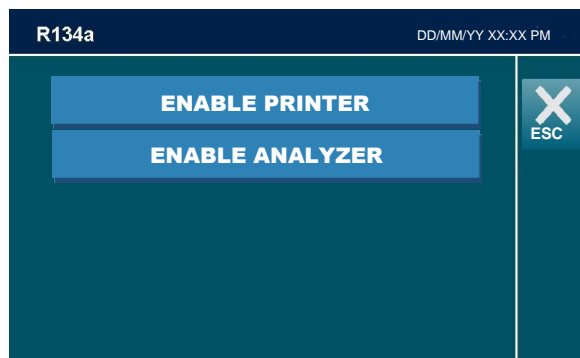 R134a DD/MM/YY XX:XX PM
ENABLE PRINTER
ESC
ENABLE ANALYZER